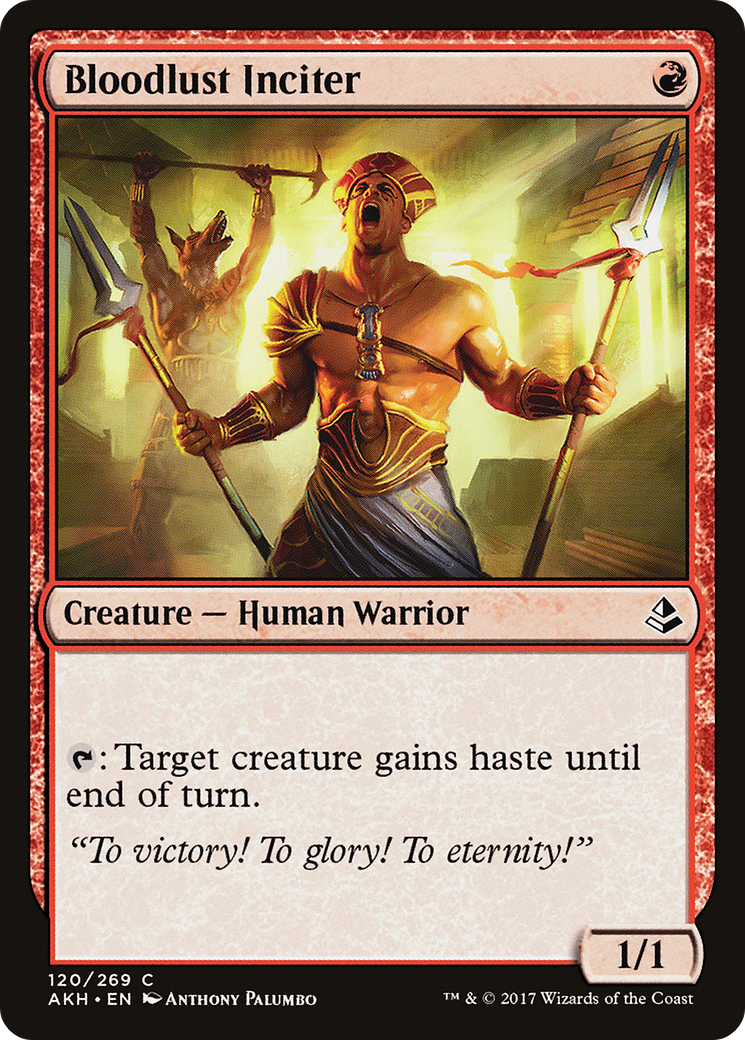 Bloodlust Inciter
Creature — Human Warrior
: Target creature gains haste until
end of turn.
“To victory! To glory! To eternity!”
1/1
120/269 C
AKH • EN Anthony Palumbo
™ & © 2017 Wizards of the Coast